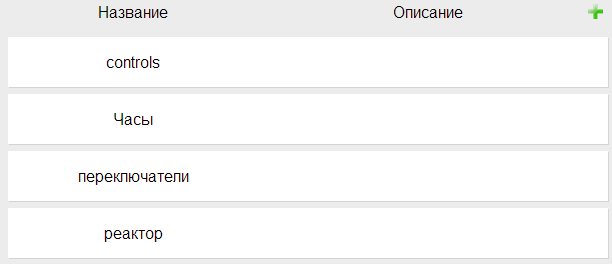 Название Описание
controls
Часы
переключатели
реактор